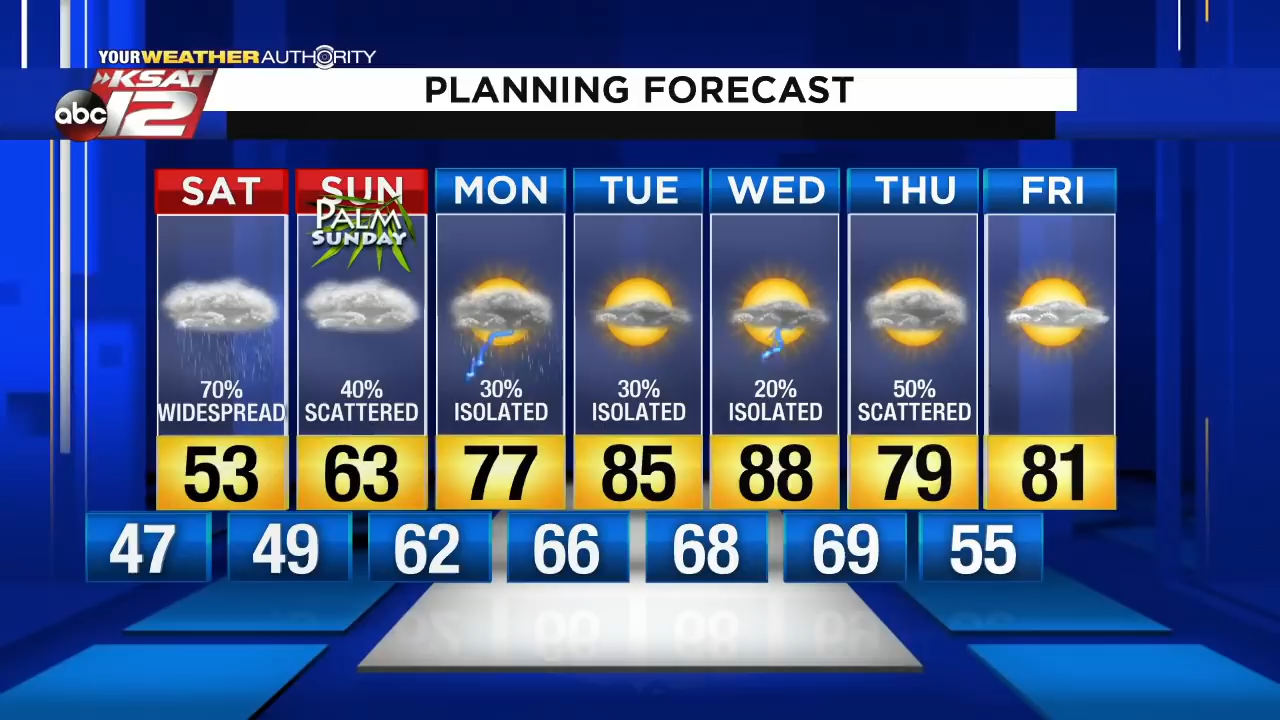 YOURWEATHERAUTHORITY
KSAT
abc 12
PLANNING FORECAST
SAT SUN MON TUE WED THU FRI
PALM
SUNDAY
70% 40% 30% 30% 20% 50%
WIDESPREAD SCATTERED ISOLATED ISOLATED ISOLATED SCATTERED
53 63 77 85 88 79 81
47 49 62 66 68 69 55